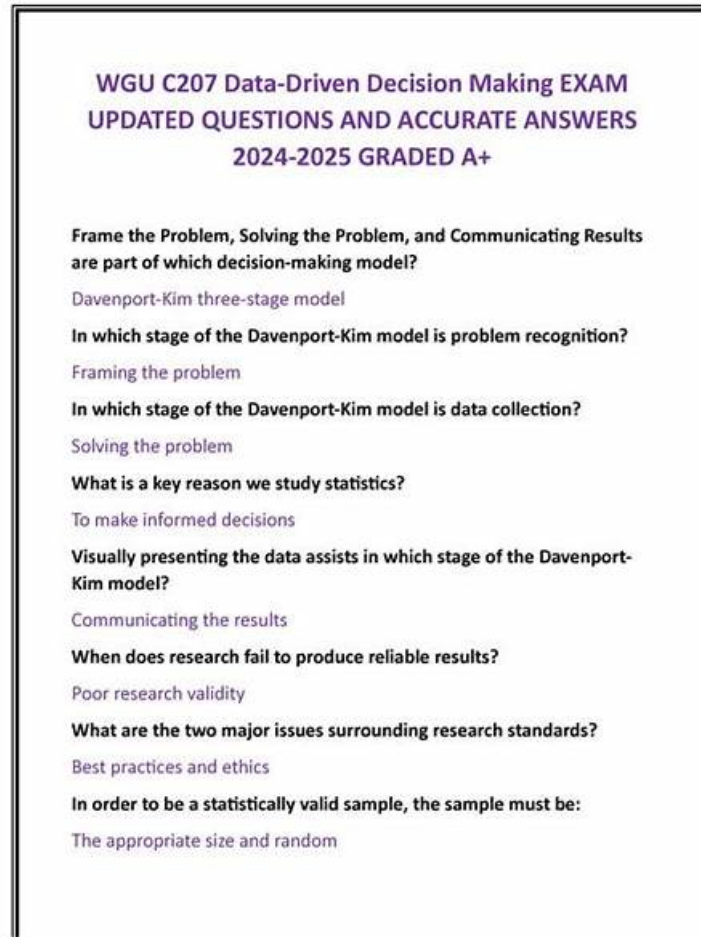 WGU C207 Data-Driven Decision Making EXAM
UPDATED QUESTIONS AND ACCURATE ANSWERS
2024-2025 GRADED A+
Frame the Problem, Solving the Problem, and Communicating Results
are part of which decision-making model?
Davenport-Kim three-stage model
In which stage of the Davenport-Kim model is problem recognition?
Framing the problem
In which stage of the Davenport-Kim model is data collection?
Solving the problem
What is a key reason we study statistics?
To make informed decisions
Visually presenting the data assists in which stage of the Davenport-
Kim model?
Communicating the results
When does research fail to produce reliable results?
Poor research validity
What are the two major issues surrounding research standards?
Best practices and ethics
In order to be a statistically valid sample, the sample must be:
The appropriate size and random